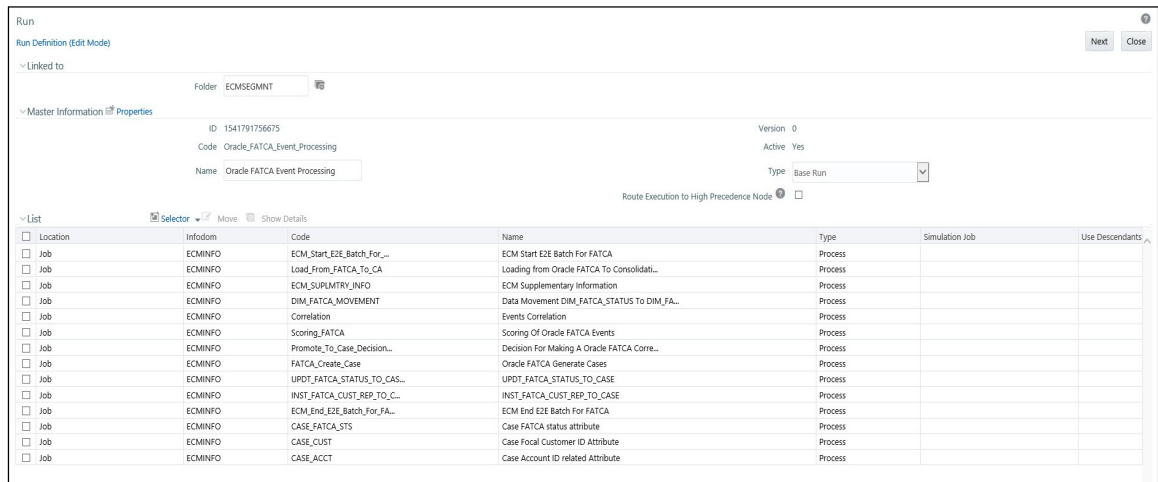 Run
Run Definition (Edit Mode) Next Close
Linked to
Folder ECMSEGMNT
Master Information Properties
ID 1541791756675 Version 0
Code Oracle_FATCA_Event_Processing Active Yes
Name Oracle FATCA Event Processing Type Base Run
Route Execution to High Precedence Node ?
List Selector Move Show Details
Location Infodom Code Name Type Simulation Job Use Descendants
Job ECMINFO ECM_Start_E2E_Batch_For_... ECM Start E2E Batch For FATCA Process
Job ECMINFO Load_From_FATCA_To_CA Loading from Oracle FATCA To Consolidati... Process
Job ECMINFO ECM_SUPLMTRY_INFO ECM Supplementary Information Process
Job ECMINFO DIM_FATCA_MOVEMENT Data Movement DIM_FATCA_STATUS To DIM_FA... Process
Job ECMINFO Correlation Events Correlation Process
Job ECMINFO Scoring_FATCA Scoring Of Oracle FATCA Events Process
Job ECMINFO Promote_To_Case_Decision... Decision For Making A Oracle FATCA Corre... Process
Job ECMINFO FATCA_Create_Case Oracle FATCA Generate Cases Process
Job ECMINFO UPDT_FATCA_STATUS_TO_CAS... UPDT_FATCA_STATUS_TO_CASE Process
Job ECMINFO INST_FATCA_CUST_REP_TO_C... INST_FATCA_CUST_REP_TO_CASE Process
Job ECMINFO ECM_End_E2E_Batch_For_FA... ECM End E2E Batch For FATCA Process
Job ECMINFO CASE_FATCA_STS Case FATCA status attribute Process
Job ECMINFO CASE_CUST Case Focal Customer ID Attribute Process
Job ECMINFO CASE_ACCT Case Account ID related Attribute Process